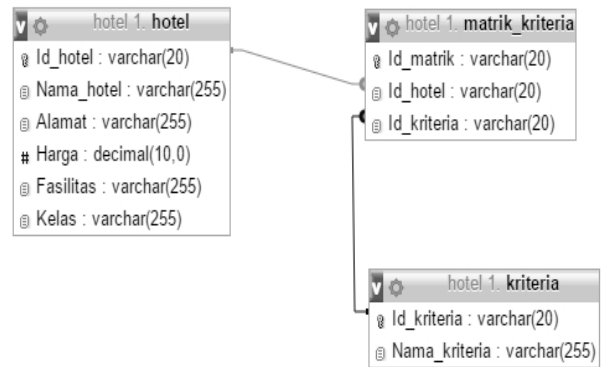 hotel 1. hotel
Id_hotel : varchar(20)
Nama_hotel : varchar(255)
Alamat : varchar(255)
# Harga : decimal(10,0)
Fasilitas : varchar(255)
Kelas : varchar(255)
hotel 1. matrik_kriteria
Id_matrik : varchar(20)
Id_hotel : varchar(20)
Id_kriteria : varchar(20)
hotel 1. kriteria
Id_kriteria : varchar(20)
Nama_kriteria : varchar(255)